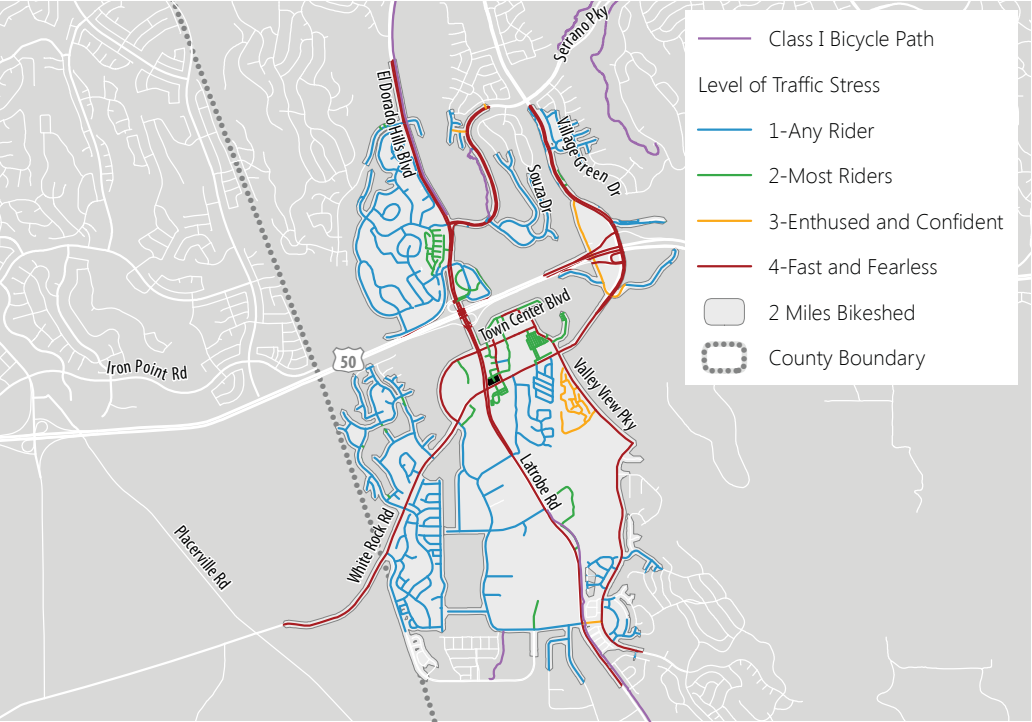 Class I Bicycle Path
Level of Traffic Stress
1-Any Rider
2-Most Riders
3-Enthused and Confident
4-Fast and Fearless
2 Miles Bikeshed
County Boundary
Serrano Pky
El Dorado Hills Blvd
Village Green Dr
Souza Dr
Town Center Blvd
50
Iron Point Rd
Valley View Pky
Latrobe Rd
White Rock Rd
Placerville Rd